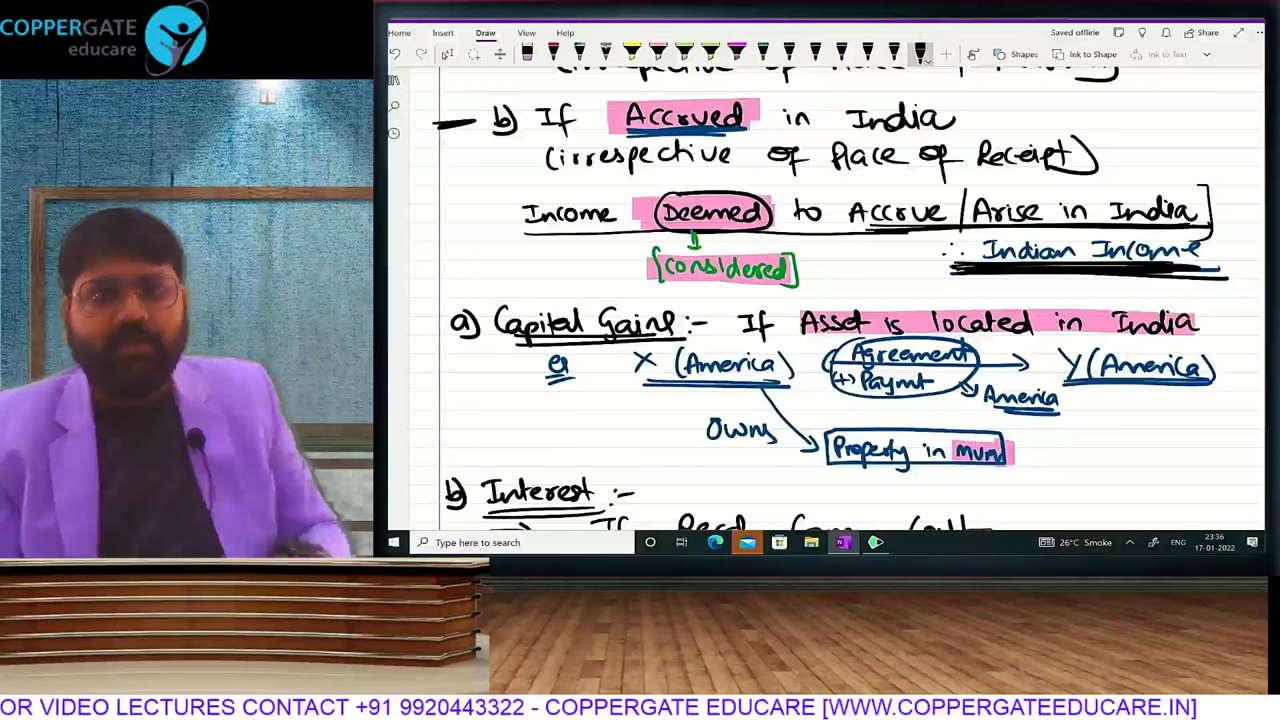 COPPERGATE
educare
Home Insert Draw View Help
Saved offline
Share
Shapes
Ink to Shape
Ink to Text
b) If Accrued in India
(irrespective of Place of Receipt)
Income Deemed to Accrue / Arise in India
∴ Indian Income
[considered]
a) Capital Gains :- If Asset is located in India
X (America) Agreement Y (America)
(+) Paymt
America
Owns
Property in mum
b) Interest :-
Type here to search
26°C Smoke
ENG
23:36
17-01-2022
OR VIDEO LECTURES CONTACT +91 9920443322 - COPPERGATE EDUCARE [WWW.COPPERGATEEDUCARE.IN]